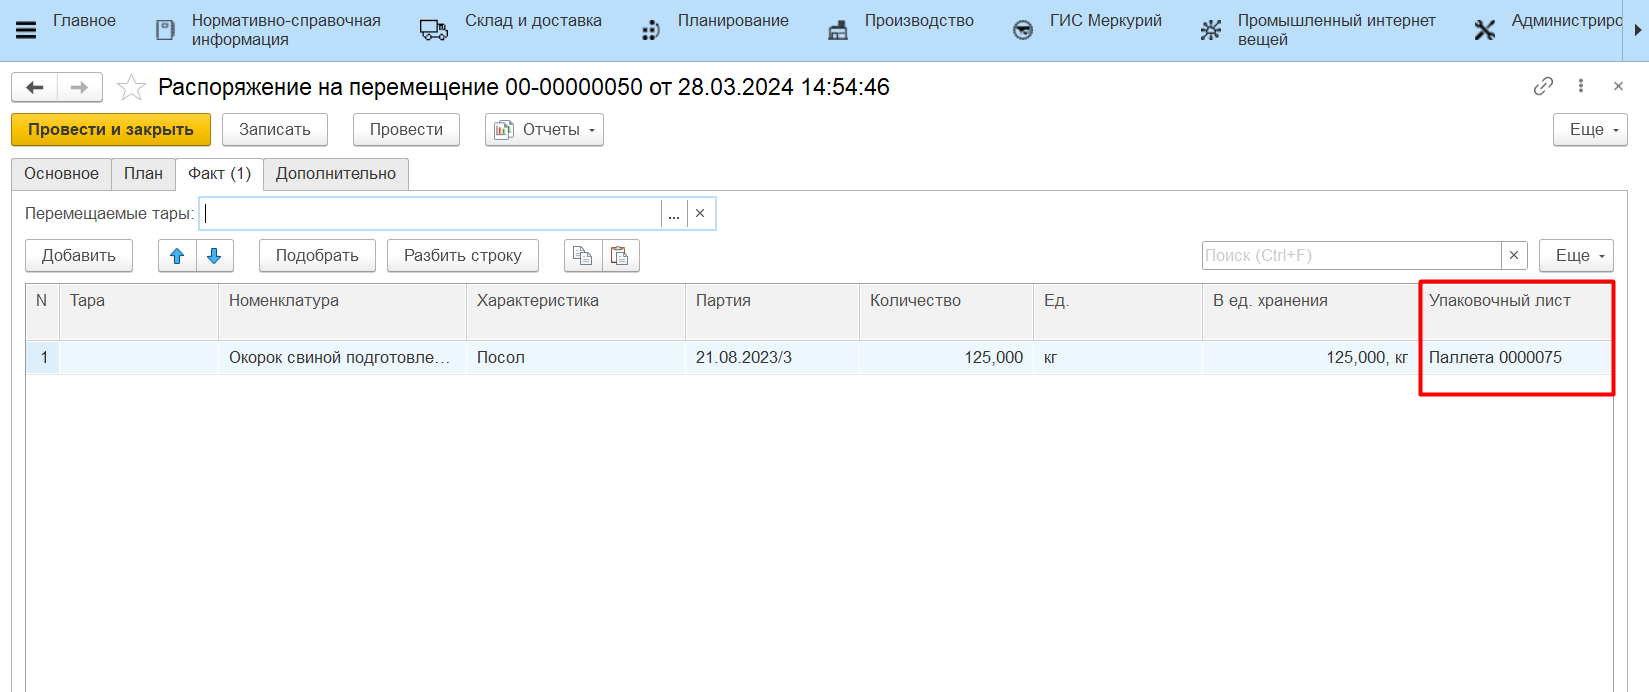 Главное
Нормативно-справочная
информация
Склад и доставка
Планирование
Производство
ГИС Меркурий
Промышленный интернет
вещей
Администриро
Распоряжение на перемещение 00-00000050 от 28.03.2024 14:54:46
Провести и закрыть
Записать
Провести
Отчеты
Еще
Основное
План
Факт (1)
Дополнительно
Перемещаемые тары:
...
Добавить
Подобрать
Разбить строку
Поиск (Ctrl+F)
Еще
N Тара Номенклатура Характеристика Партия Количество Ед. В ед. хранения Упаковочный лист
1 Окорок свиной подготовле... Посол 21.08.2023/3 125,000 кг 125,000, кг Паллета 0000075